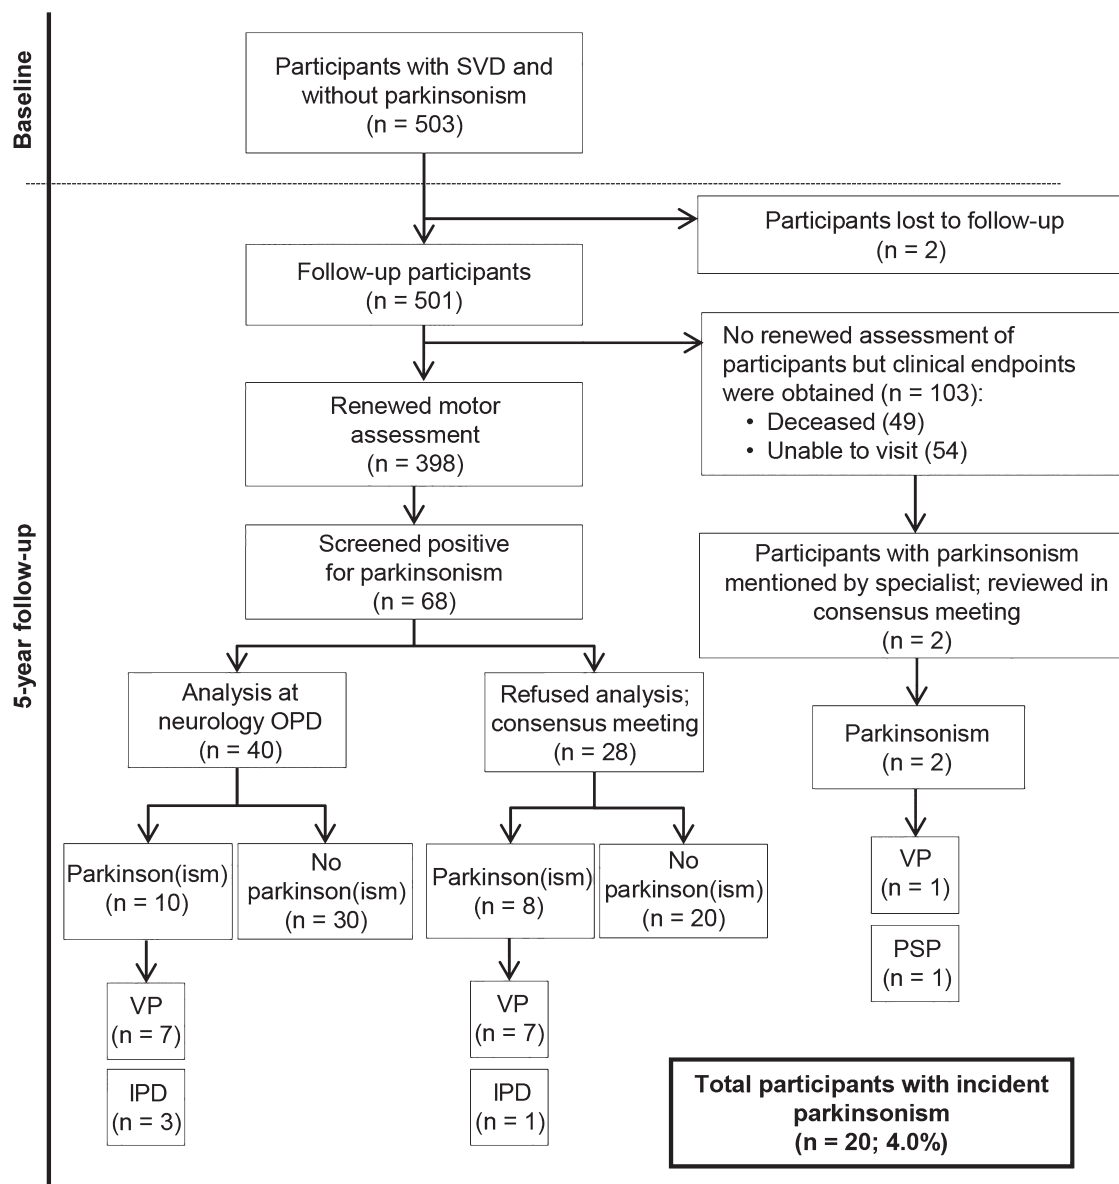 Baseline
Participants with SVD and
without parkinsonism
(n = 503)
Participants lost to follow-up
(n = 2)
5-year follow-up
Follow-up participants
(n = 501)
No renewed assessment of
participants but clinical endpoints
were obtained (n = 103):
• Deceased (49)
• Unable to visit (54)
Renewed motor
assessment
(n = 398)
Screened positive
for parkinsonism
(n = 68)
Participants with parkinsonism
mentioned by specialist; reviewed in
consensus meeting
(n = 2)
Analysis at
neurology OPD
(n = 40)
Refused analysis;
consensus meeting
(n = 28)
Parkinsonism
(n = 2)
Parkinson(ism)
(n = 10)
No
parkinson(ism)
(n = 30)
Parkinson(ism)
(n = 8)
No
parkinson(ism)
(n = 20)
VP
(n = 1)
PSP
(n = 1)
VP
(n = 7)
IPD
(n = 3)
VP
(n = 7)
IPD
(n = 1)
Total participants with incident
parkinsonism
(n = 20; 4.0%)